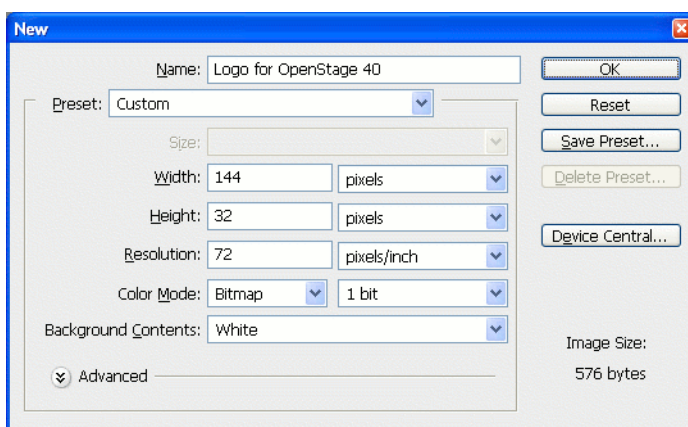 New
Name: Logo for OpenStage 40
OK
Preset: Custom
Reset
Size:
Save Preset...
Width: 144 pixels
Delete Preset...
Height: 32 pixels
Device Central...
Resolution: 72 pixels/inch
Color Mode: Bitmap 1 bit
Background Contents: White
Image Size:
576 bytes
Advanced